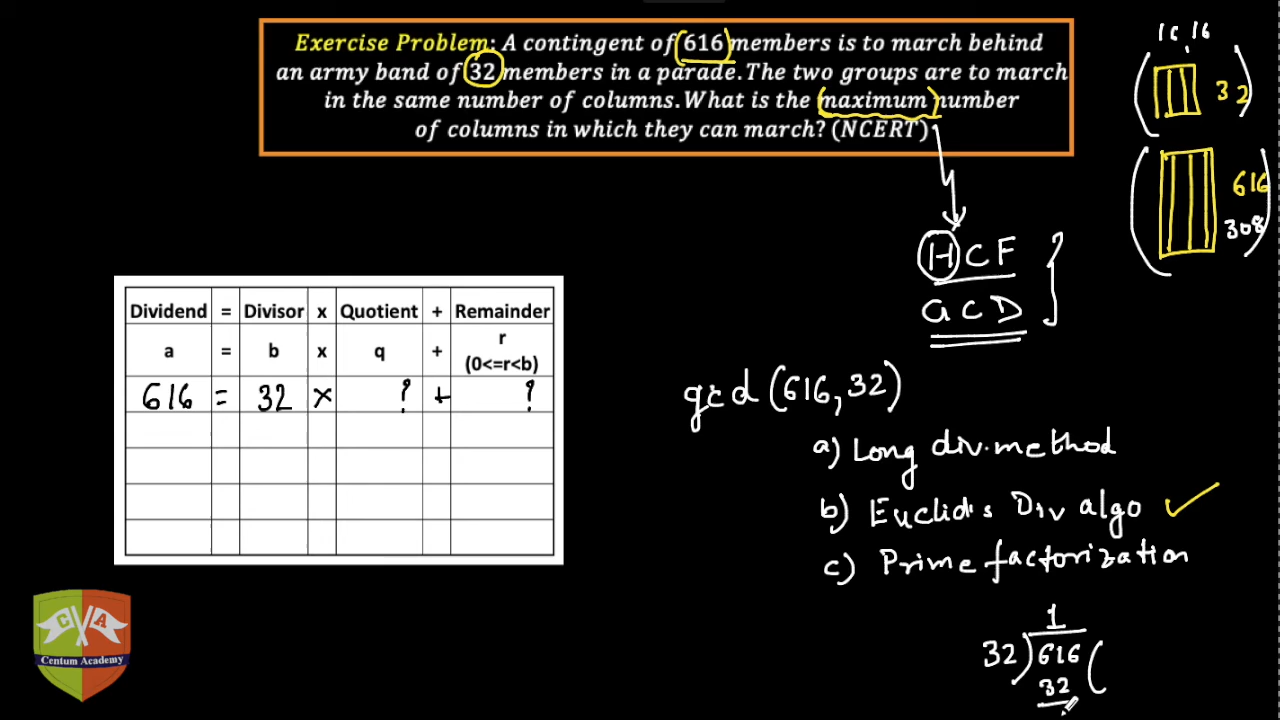 Exercise Problem: A contingent of 616 members is to march behind
an army band of 32 members in a parade. The two groups are to march
in the same number of columns. What is the maximum number
of columns in which they can march? (NCERT)
16, 16
32
616
308
HCF
GCD
Dividend = Divisor x Quotient + Remainder
a = b x q + r
(0<=r<b)
616 = 32 × ? + ?
gcd (616, 32)
a) Long div. method
b) Euclid's Div algo ✓
c) Prime factorization
1
32) 616 (
32
C A
Centum Academy